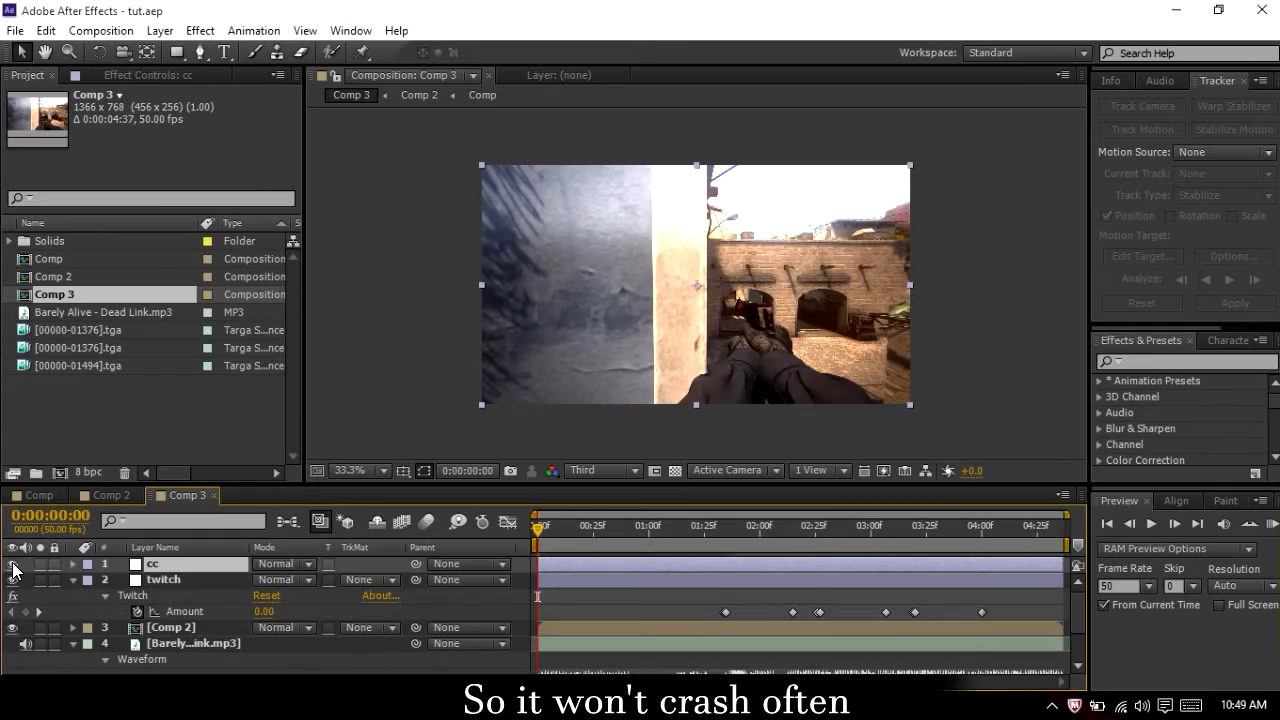 Adobe After Effects - tut.aep
File Edit Composition Layer Effect Animation View Window Help
Workspace: Standard Search Help
Project Effect Controls: cc Composition: Comp 3 Layer: (none) Info Audio Tracker
Comp 3 Comp 2 Comp
Comp 3
1366 x 768 (456 x 256) (1.00)
Δ 0:00:04:37, 50.00 fps
Track Camera Warp Stabilizer
Track Motion Stabilize Motion
Motion Source: None
Current Track: None
Track Type: Stabilize
Position Rotation Scale
Motion Target:
Edit Target... Options...
Analyze:
Reset Apply
Name Type S
Solids Folder
Comp Composition
Comp 2 Composition
Comp 3 Composition
Barely Alive - Dead Link.mp3 MP3
[00000-01376].tga Targa S...nce
[00000-01376].tga Targa S...nce
[00000-01494].tga Targa S...nce
Effects & Presets Characte
* Animation Presets
3D Channel
Audio
Blur & Sharpen
Channel
Color Correction
8 bpc
33.3% 0:00:00:00 Third Active Camera 1 View +0.0
Comp Comp 2 Comp 3
0:00:00:00
00000 (50.00 fps)
:00f 00:25f 01:00f 01:25f 02:00f 02:25f 03:00f 03:25f 04:00f 04:25f
# Layer Name Mode T TrkMat Parent
1 cc Normal None
2 twitch Normal None None
fx Twitch Reset About...
Amount 0.00
3 [Comp 2] Normal None None
4 [Barely...ink.mp3] None
Waveform
Preview Align Paint
RAM Preview Options
Frame Rate Skip Resolution
50 0 Auto
From Current Time Full Screen
So it won't crash often
10:49 AM